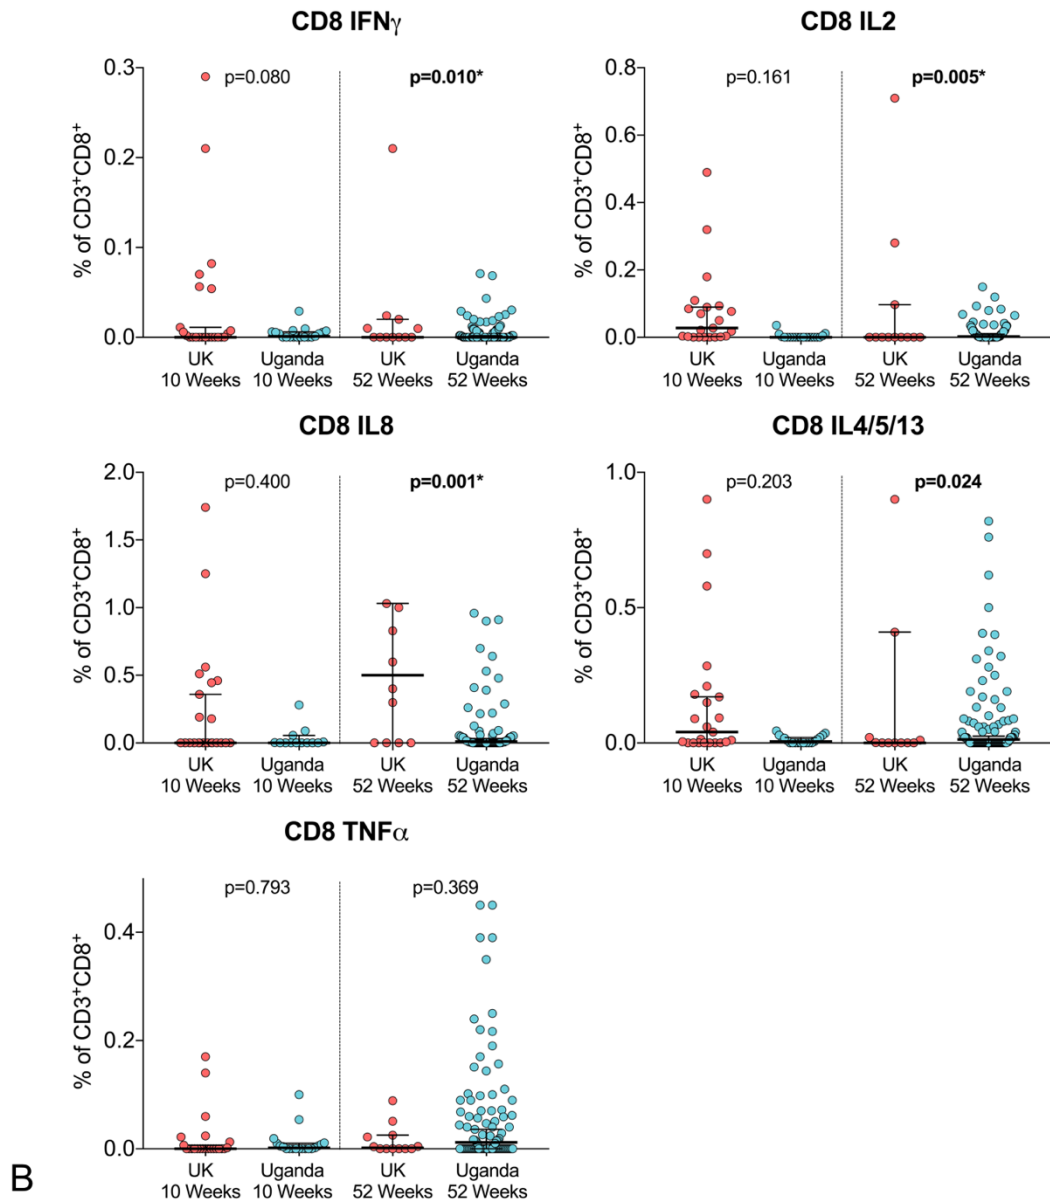 CD8 IFNγ
% of CD3⁺CD8⁺
0.3
0.2
0.1
0.0
p=0.080
p=0.010*
UK
10 Weeks
Uganda
10 Weeks
UK
52 Weeks
Uganda
52 Weeks
CD8 IL2
% of CD3⁺CD8⁺
0.8
0.6
0.4
0.2
0.0
p=0.161
p=0.005*
UK
10 Weeks
Uganda
10 Weeks
UK
52 Weeks
Uganda
52 Weeks
CD8 IL8
% of CD3⁺CD8⁺
2.0
1.5
1.0
0.5
0.0
p=0.400
p=0.001*
UK
10 Weeks
Uganda
10 Weeks
UK
52 Weeks
Uganda
52 Weeks
CD8 IL4/5/13
% of CD3⁺CD8⁺
1.0
0.5
0.0
p=0.203
p=0.024
UK
10 Weeks
Uganda
10 Weeks
UK
52 Weeks
Uganda
52 Weeks
CD8 TNFα
% of CD3⁺CD8⁺
0.4
0.2
0.0
p=0.793
p=0.369
UK
10 Weeks
Uganda
10 Weeks
UK
52 Weeks
Uganda
52 Weeks
B